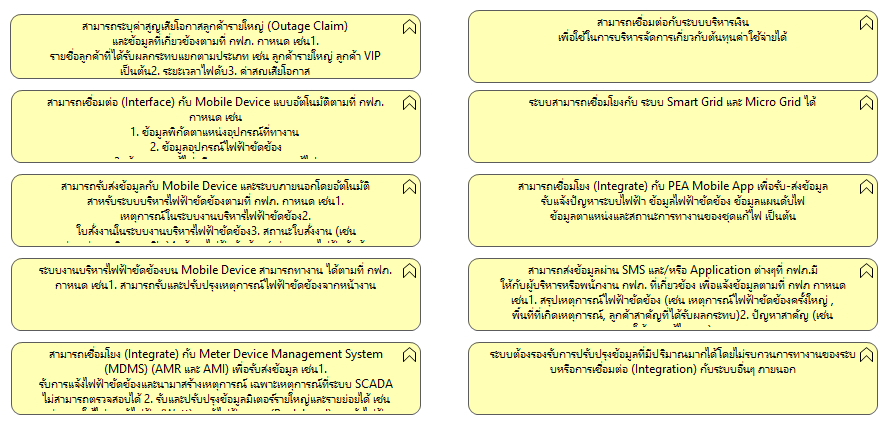 สามารถระบุค่าสูญเสียโอกาสลูกค้ารายใหญ่ (Outage Claim)
และข้อมูลที่เกี่ยวข้องตามที่ กฟภ. กาหนด เช่น1.
รายชื่อลูกค้าที่ได้รับผลกระทบแยกตามประเภท เช่น ลูกค้ารายใหญ่ ลูกค้า VIP
เป็นต้น2. ระยะเวลาไฟดับ3. ค่าสญเสียโอกาส
สามารถเชื่อมต่อกับระบบบริหารเงิน
เพื่อใช้ในการบริหารจัดการเกี่ยวกับต้นทุนค่าใช้จ่ายได้
สามารถเชื่อมต่อ (Interface) กับ Mobile Device แบบอัตโนมัติตามที่ กฟภ.
กาหนด เช่น
1. ข้อมูลพิกัดตาแหน่งอุปกรณ์ที่ทางาน
2. ข้อมูลอุปกรณ์ไฟฟ้าขัดข้อง
ระบบสามารถเชื่อมโยงกับ ระบบ Smart Grid และ Micro Grid ได้
สามารถรับส่งข้อมูลกับ Mobile Device และระบบภายนอกโดยอัตโนมัติ
สาหรับระบบบริหารไฟฟ้าขัดข้องตามที่ กฟภ. กาหนด เช่น1.
เหตุการณ์ในระบบงานบริหารไฟฟ้าขัดข้อง2.
ใบสั่งงานในระบบงานบริหารไฟฟ้าขัดข้อง3. สถานะใบสั่งงาน (เช่น
สามารถเชื่อมโยง (Integrate) กับ PEA Mobile App เพื่อรับ-ส่งข้อมูล
รับแจ้งปัญหาระบบไฟฟ้า ข้อมูลไฟฟ้าขัดข้อง ข้อมูลแผนดับไฟ
ข้อมูลตาแหน่งและสถานะการทางานของชุดแก้ไฟ เป็นต้น
ระบบงานบริหารไฟฟ้าขัดข้องบน Mobile Device สามารถทางาน ได้ตามที่ กฟภ.
กาหนด เช่น1. สามารถรับและปรับปรุงเหตุการณ์ไฟฟ้าขัดข้องจากหน้างาน
สามารถส่งข้อมูลผ่าน SMS และ/หรือ Application ต่างๆที่ กฟภ.มี
ให้กับผู้บริหารหรือพนักงาน กฟภ. ที่เกี่ยวข้อง เพื่อแจ้งข้อมูลตามที่ กฟภ กาหนด
เช่น1. สรุปเหตุการณ์ไฟฟ้าขัดข้อง (เช่น เหตุการณ์ไฟฟ้าขัดข้องครั้งใหญ่ ,
พื้นที่ที่เกิดเหตุการณ์, ลูกค้าสาคัญที่ได้รับผลกระทบ)2. ปัญหาสาคัญ (เช่น
สามารถเชื่อมโยง (Integrate) กับ Meter Device Management System
(MDMS) (AMR และ AMI) เพื่อรับส่งข้อมูล เช่น1.
รับการแจ้งไฟฟ้าขัดข้องและนามาสร้างเหตุการณ์ เฉพาะเหตุการณ์ที่ระบบ SCADA
ไม่สามารถตรวจสอบได้ 2. รับและปรับปรุงข้อมูลมิเตอร์รายใหญ่และรายย่อยได้ เช่น
ระบบต้องรองรับการปรับปรุงข้อมูลที่มีปริมาณมากได้โดยไม่รบกวนการทางานของระบ
บหรือการเชื่อมต่อ (Integration) กับระบบอื่นๆ ภายนอก